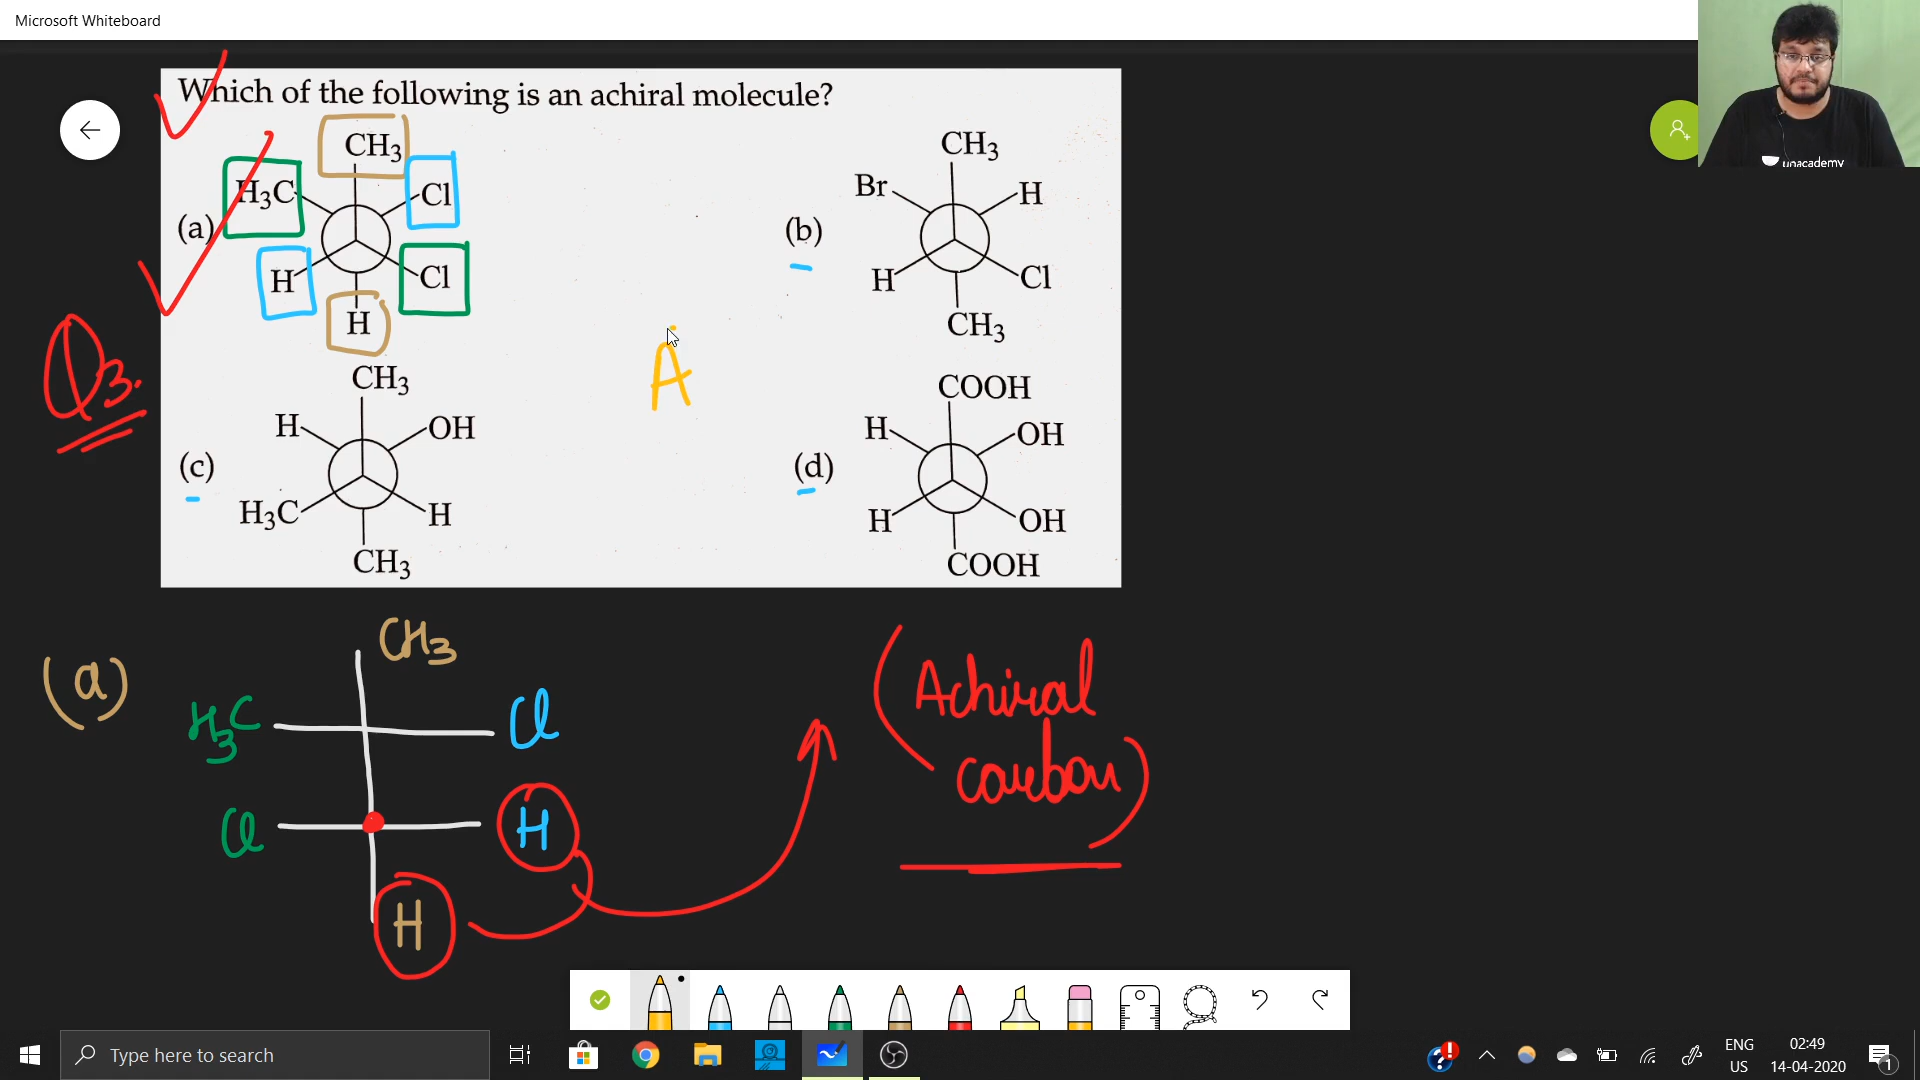 Microsoft Whiteboard
unacademy
Which of the following is an achiral molecule?
(a)
CH3
H3C
Cl
H
Cl
H
(b)
CH3
Br
H
H
Cl
CH3
Q3.
A
(c)
CH3
H
OH
H3C
H
CH3
(d)
COOH
H
OH
H
OH
COOH
(a)
CH3
H3C
Cl
Cl
H
H
(Achiral
carbon)
Type here to search
ENG
US
02:49
14-04-2020
1